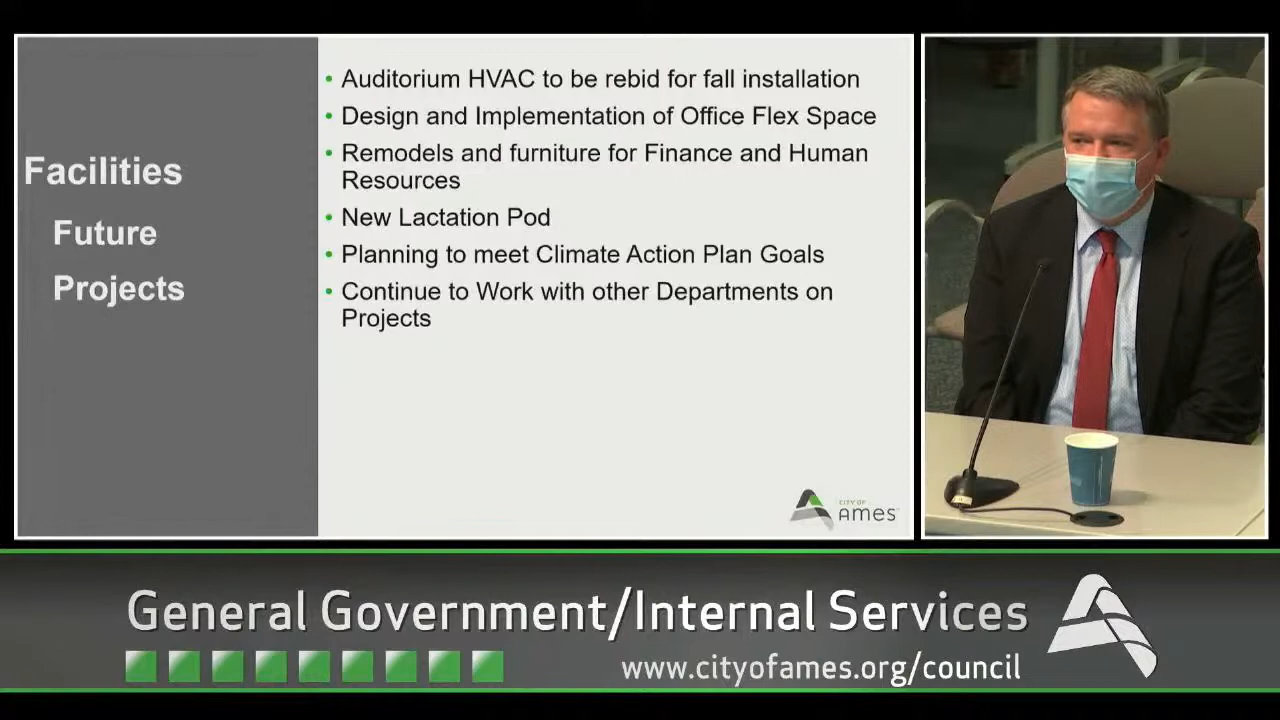 Facilities
Future
Projects
• Auditorium HVAC to be rebid for fall installation
• Design and Implementation of Office Flex Space
• Remodels and furniture for Finance and Human
Resources
• New Lactation Pod
• Planning to meet Climate Action Plan Goals
• Continue to Work with other Departments on
Projects
CITY OF
Ames
General Government/Internal Services
www.cityofames.org/council